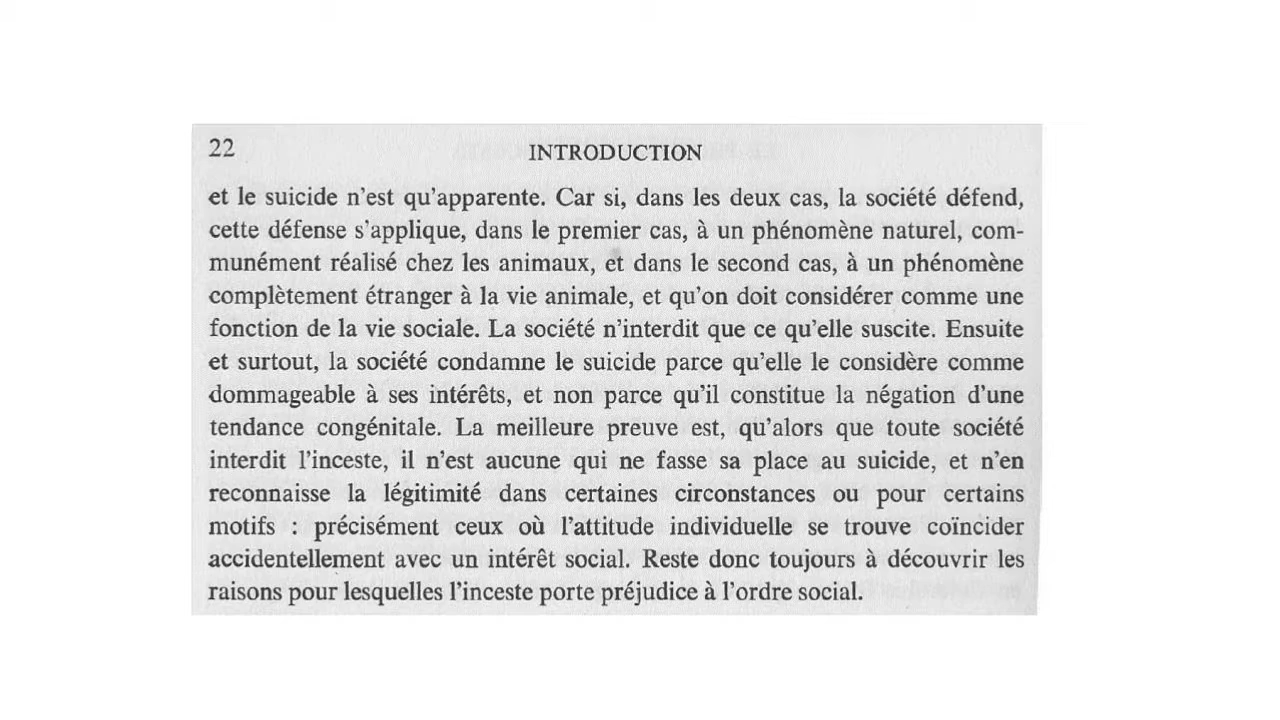 22
INTRODUCTION
et le suicide n’est qu’apparente. Car si, dans les deux cas, la société défend,
cette défense s’applique, dans le premier cas, à un phénomène naturel, com-
munément réalisé chez les animaux, et dans le second cas, à un phénomène
complètement étranger à la vie animale, et qu’on doit considérer comme une
fonction de la vie sociale. La société n’interdit que ce qu’elle suscite. Ensuite
et surtout, la société condamne le suicide parce qu’elle le considère comme
dommageable à ses intérêts, et non parce qu’il constitue la négation d’une
tendance congénitale. La meilleure preuve est, qu’alors que toute société
interdit l’inceste, il n’est aucune qui ne fasse sa place au suicide, et n’en
reconnaisse la légitimité dans certaines circonstances ou pour certains
motifs : précisément ceux où l’attitude individuelle se trouve coïncider
accidentellement avec un intérêt social. Reste donc toujours à découvrir les
raisons pour lesquelles l’inceste porte préjudice à l’ordre social.